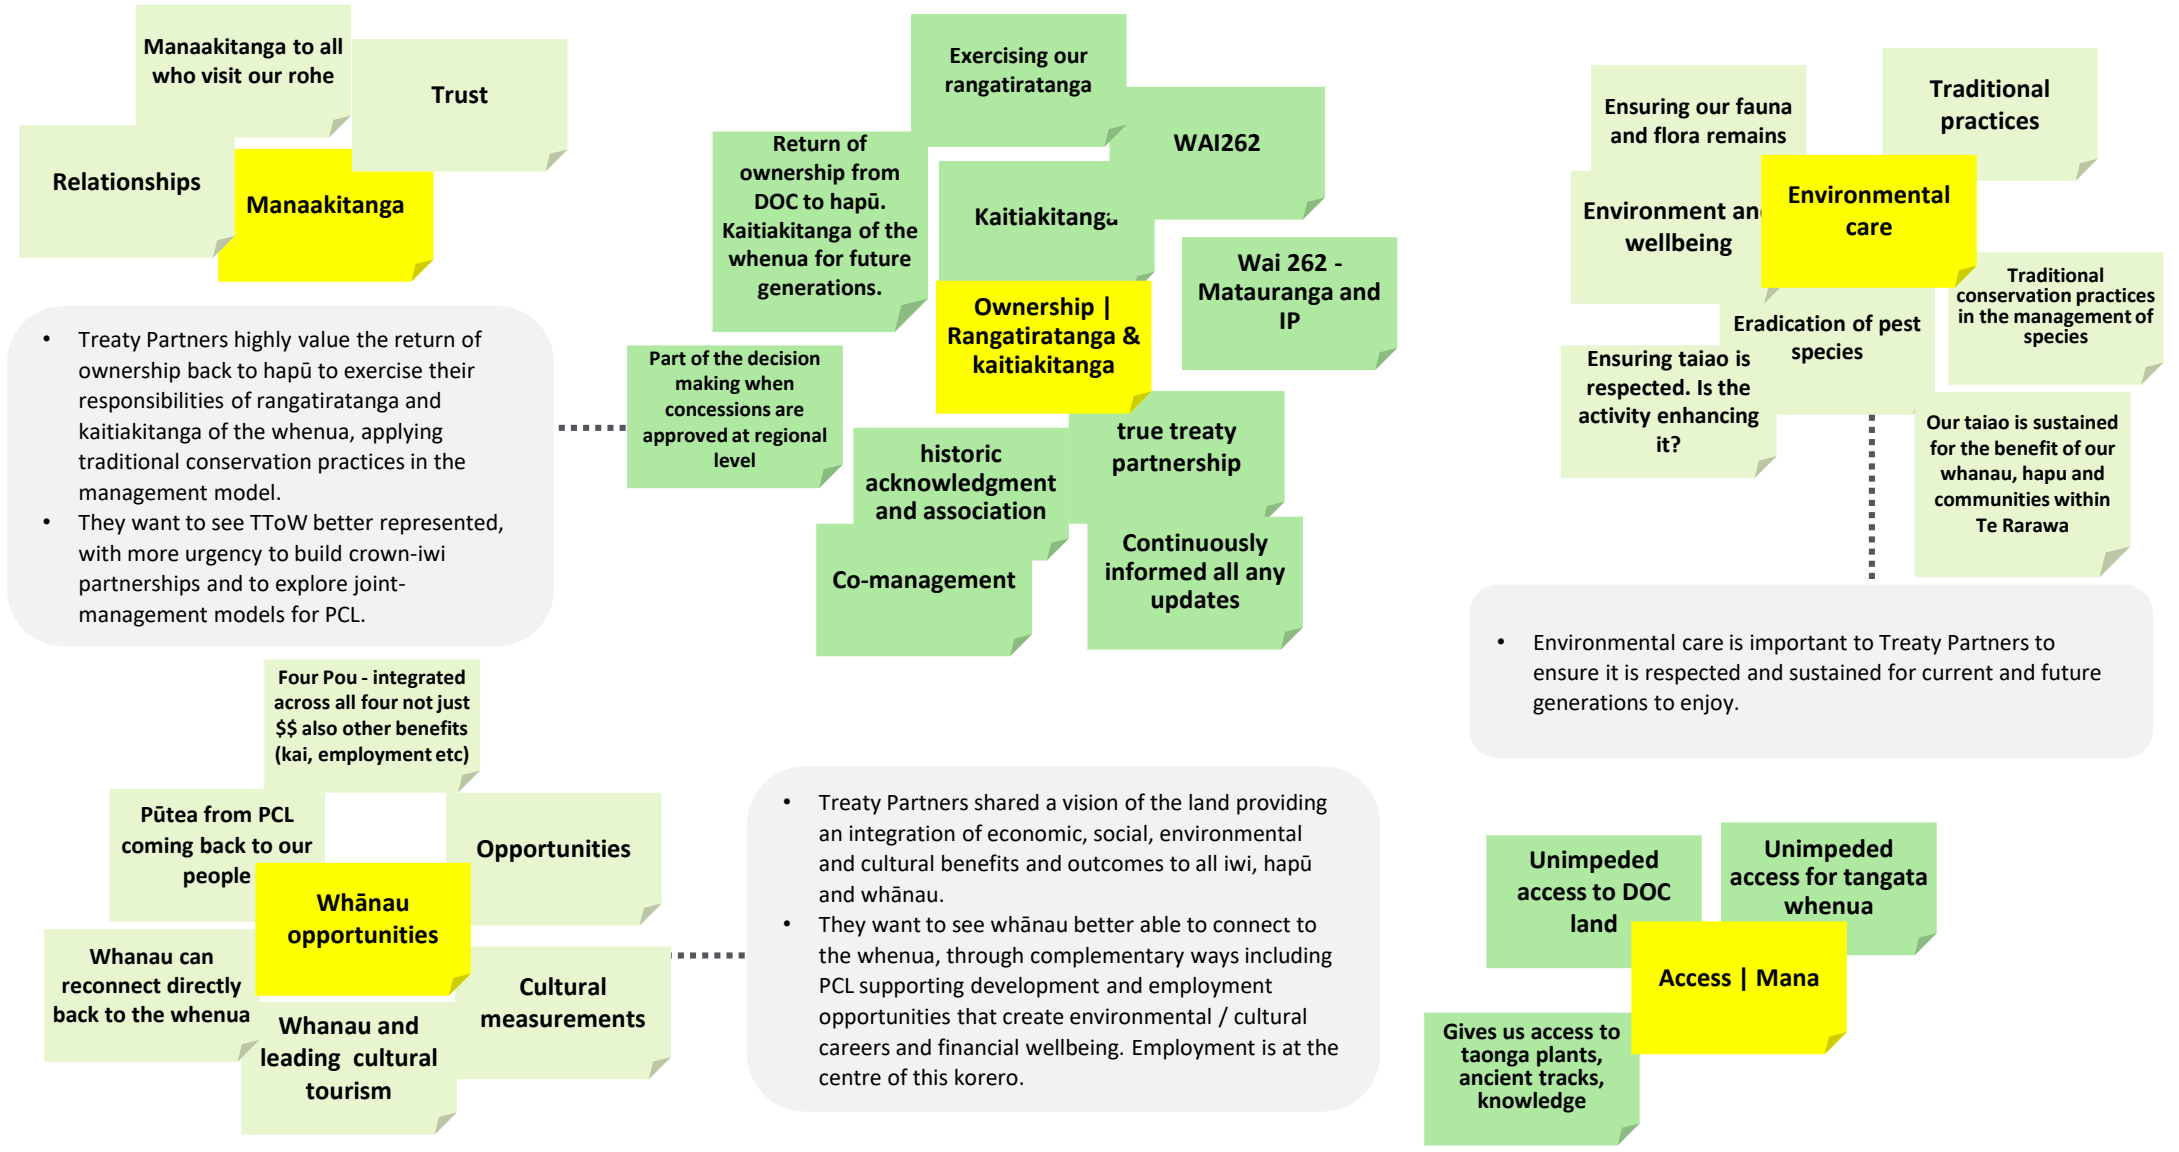 Manaakitanga to all
who visit our rohe
Trust
Relationships
Manaakitanga
Exercising our
rangatiratanga
WAI262
Return of
ownership from
DOC to hapū.
Kaitiakitanga of the
whenua for future
generations.
Kaitiakitanga
Wai 262 -
Matauranga and
IP
Ownership |
Rangatiratanga &
kaitiakitanga
Part of the decision
making when
concessions are
approved at regional
level
historic
acknowledgment
and association
true treaty
partnership
Co-management
Continuously
informed all any
updates
Ensuring our fauna
and flora remains
Traditional
practices
Environment and
wellbeing
Environmental
care
Traditional
conservation practices
in the management of
species
Eradication of pest
species
Ensuring taiao is
respected. Is the
activity enhancing
it?
Our taiao is sustained
for the benefit of our
whanau, hapu and
communities within
Te Rarawa
• Treaty Partners highly value the return of
ownership back to hapū to exercise their
responsibilities of rangatiratanga and
kaitiakitanga of the whenua, applying
traditional conservation practices in the
management model.
• They want to see TToW better represented,
with more urgency to build crown-iwi
partnerships and to explore joint-
management models for PCL.
• Environmental care is important to Treaty Partners to
ensure it is respected and sustained for current and future
generations to enjoy.
Four Pou - integrated
across all four not just
$$ also other benefits
(kai, employment etc)
Pūtea from PCL
coming back to our
people
Opportunities
Whānau
opportunities
Whanau can
reconnect directly
back to the whenua
Whanau and
leading cultural
tourism
Cultural
measurements
• Treaty Partners shared a vision of the land providing
an integration of economic, social, environmental
and cultural benefits and outcomes to all iwi, hapū
and whānau.
• They want to see whānau better able to connect to
the whenua, through complementary ways including
PCL supporting development and employment
opportunities that create environmental / cultural
careers and financial wellbeing. Employment is at the
centre of this korero.
Unimpeded
access to DOC
land
Unimpeded
access for tangata
whenua
Access | Mana
Gives us access to
taonga plants,
ancient tracks,
knowledge